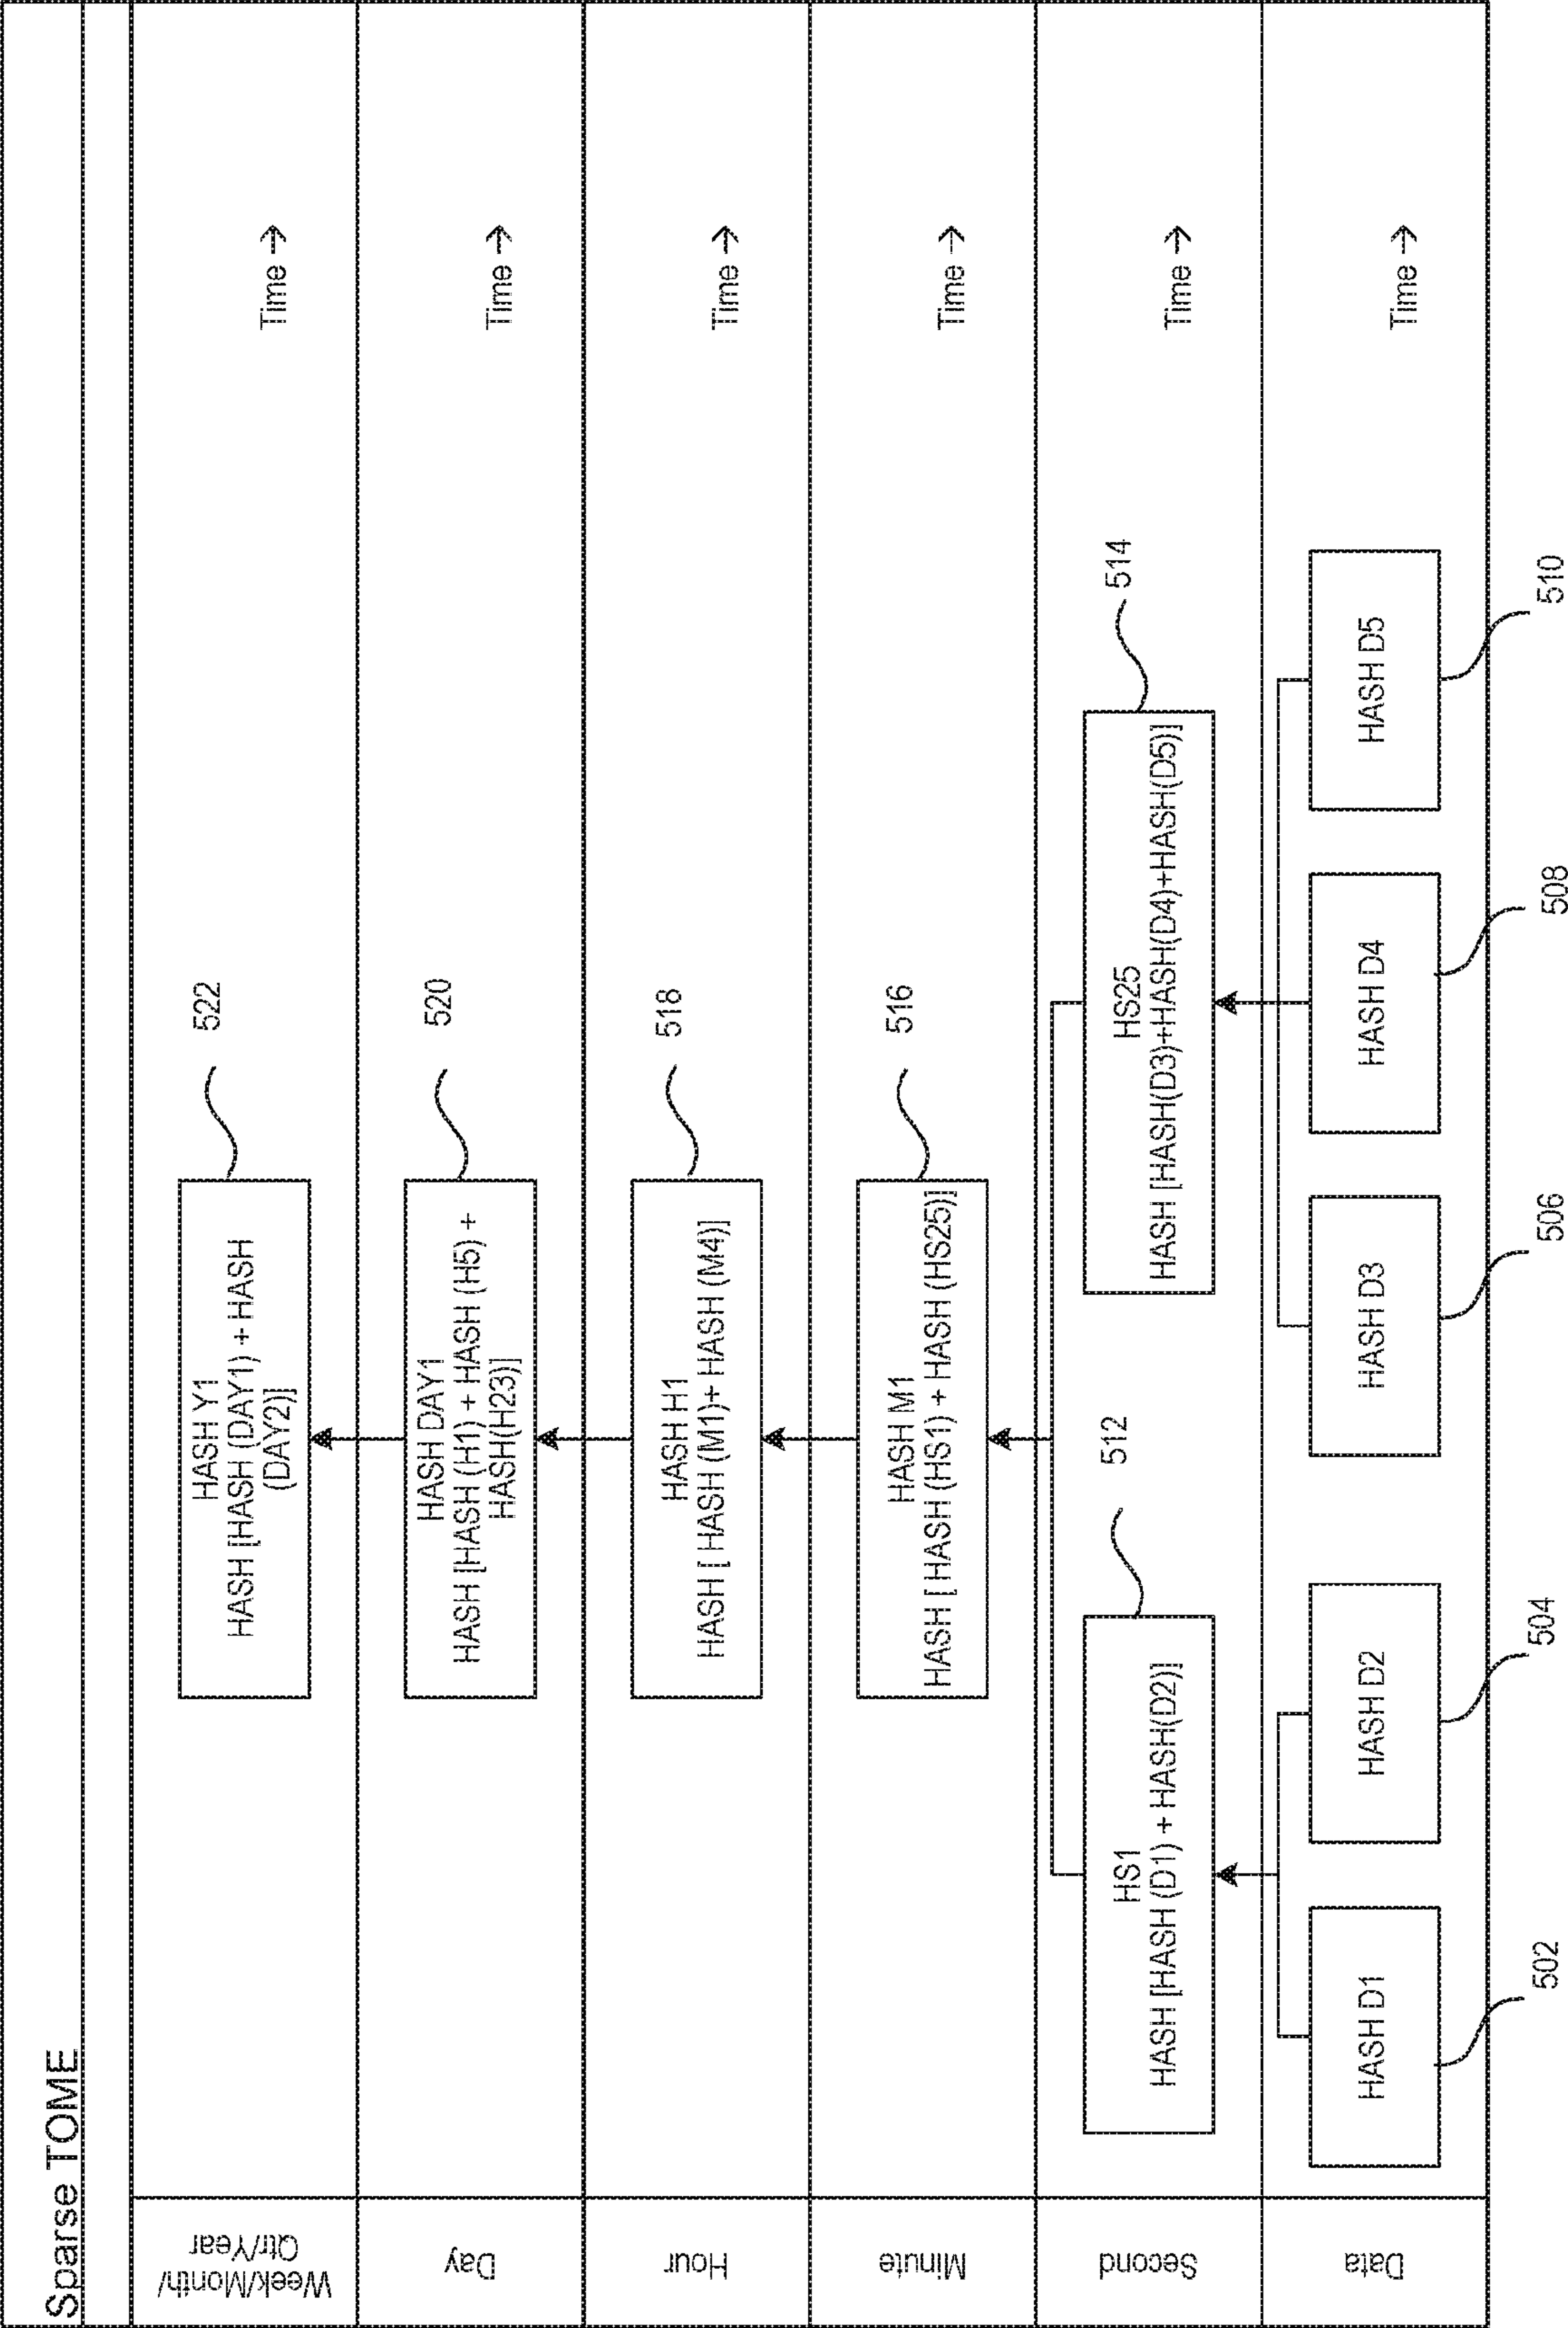 Sparse TOME
Week/Month/
Qtr/Year
HASH Y1
HASH [HASH (DAY1) + HASH
(DAY2)]
522
Time →
Day
HASH DAY1
HASH [HASH (H1) + HASH (H5) +
HASH(H23)]
520
Time →
Hour
HASH H1
HASH [ HASH (M1)+ HASH (M4)]
518
Time →
Minute
HASH M1
HASH [ HASH (HS1) + HASH (HS25)]
516
Time →
Second
HS1
HASH [HASH (D1) + HASH(D2)]
512
HS25
HASH [HASH(D3)+HASH(D4)+HASH(D5)]
514
Time →
Data
HASH D1
HASH D2
HASH D3
HASH D4
HASH D5
Time →
502
504
506
508
510